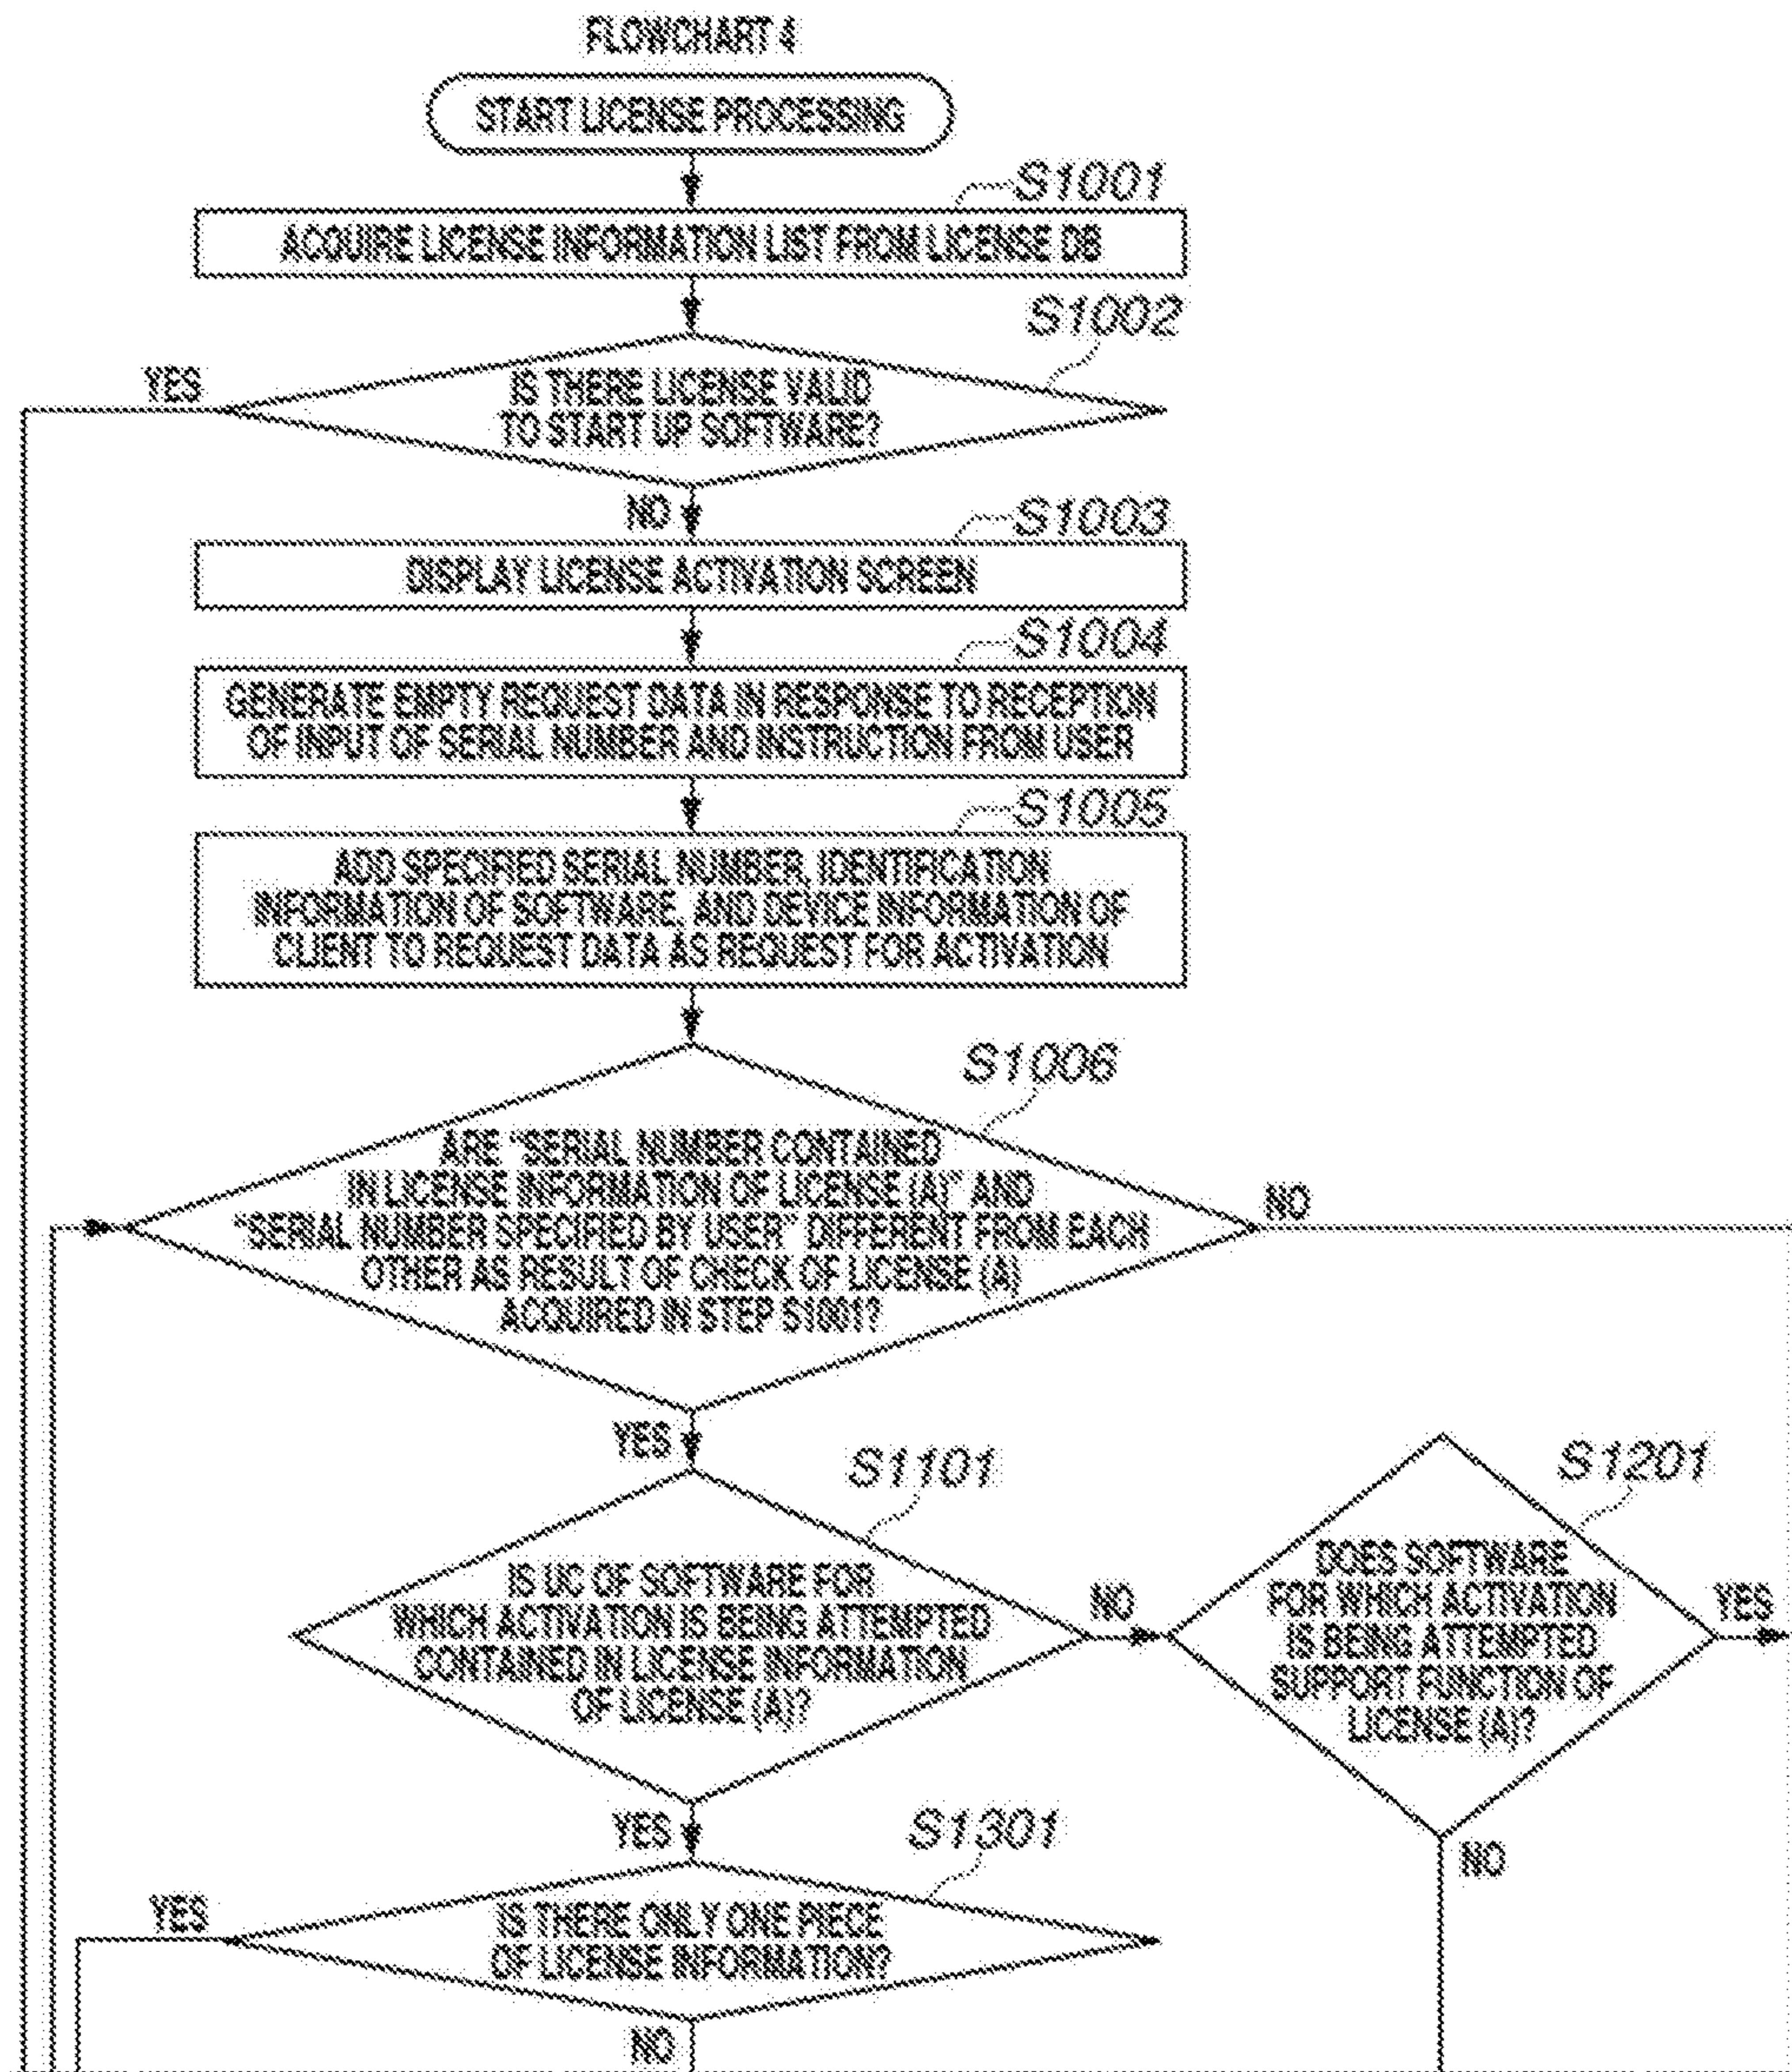 FLOWCHART 4
START LICENSE PROCESSING
S1001
ACQUIRE LICENSE INFORMATION LIST FROM LICENSE DB
S1002
YES
IS THERE LICENSE VALID
TO START UP SOFTWARE?
NO
S1003
DISPLAY LICENSE ACTIVATION SCREEN
S1004
GENERATE EMPTY REQUEST DATA IN RESPONSE TO RECEPTION
OF INPUT OF SERIAL NUMBER AND INSTRUCTION FROM USER
S1005
ADD SPECIFIED SERIAL NUMBER, IDENTIFICATION
INFORMATION OF SOFTWARE, AND DEVICE INFORMATION OF
CLIENT TO REQUEST DATA AS REQUEST FOR ACTIVATION
S1006
ARE "SERIAL NUMBER CONTAINED
IN LICENSE INFORMATION OF LICENSE (A)" AND
"SERIAL NUMBER SPECIFIED BY USER" DIFFERENT FROM EACH
OTHER AS RESULT OF CHECK OF LICENSE (A)
ACQUIRED IN STEP S1001?
NO
YES
S1101
IS UC OF SOFTWARE FOR
WHICH ACTIVATION IS BEING ATTEMPTED
CONTAINED IN LICENSE INFORMATION
OF LICENSE (A)?
NO
S1201
DOES SOFTWARE
FOR WHICH ACTIVATION
IS BEING ATTEMPTED
SUPPORT FUNCTION OF
LICENSE (A)?
YES
NO
YES
S1301
YES
IS THERE ONLY ONE PIECE
OF LICENSE INFORMATION?
NO